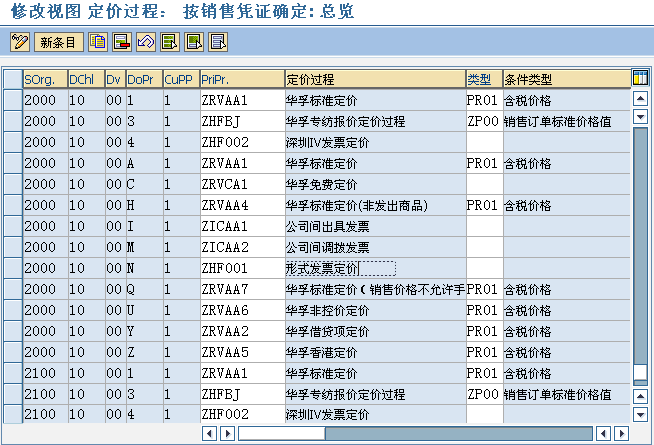 修改视图 定价过程： 按销售凭证确定: 总览
新条目
SOrg. DChl Dv DoPr CuPP PriPr. 定价过程 类型 条件类型
2000 10 00 1 1 ZRVAA1 华孚标准定价 PR01 含税价格
2000 10 00 3 1 ZHFBJ 华孚专纺报价定价过程 ZP00 销售订单标准价格值
2000 10 00 4 1 ZHF002 深圳IV发票定价
2000 10 00 A 1 ZRVAA1 华孚标准定价 PR01 含税价格
2000 10 00 C 1 ZRVCA1 华孚免费定价
2000 10 00 H 1 ZRVAA4 华孚标准定价(非发出商品) PR01 含税价格
2000 10 00 I 1 ZICAA1 公司间出具发票
2000 10 00 M 1 ZICAA2 公司间调拨发票
2000 10 00 N 1 ZHF001 形式发票定价
2000 10 00 Q 1 ZRVAA7 华孚标准定价（销售价格不允许手 PR01 含税价格
2000 10 00 U 1 ZRVAA6 华孚非控价定价 PR01 含税价格
2000 10 00 Y 1 ZRVAA2 华孚借贷项定价 PR01 含税价格
2000 10 00 Z 1 ZRVAA5 华孚香港定价 PR01 含税价格
2100 10 00 1 1 ZRVAA1 华孚标准定价 PR01 含税价格
2100 10 00 3 1 ZHFBJ 华孚专纺报价定价过程 ZP00 销售订单标准价格值
2100 10 00 4 1 ZHF002 深圳IV发票定价